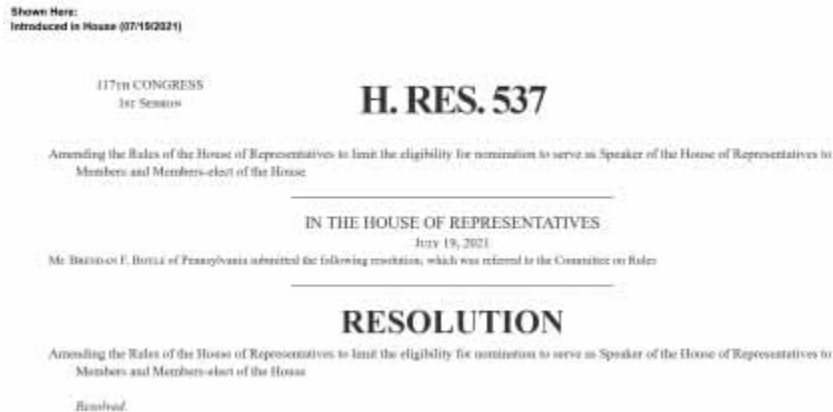 Shown Here:
Introduced in House (07/19/2021)
117TH CONGRESS
1ST SESSION
H. RES. 537
Amending the Rules of the House of Representatives to limit the eligibility for nomination to serve as Speaker of the House of Representatives to
Members and Members-elect of the House.
IN THE HOUSE OF REPRESENTATIVES
JULY 19, 2021
Mr. BRENDAN F. BOYLE of Pennsylvania submitted the following resolution; which was referred to the Committee on Rules
RESOLUTION
Amending the Rules of the House of Representatives to limit the eligibility for nomination to serve as Speaker of the House of Representatives to
Members and Members-elect of the House.
Resolved,